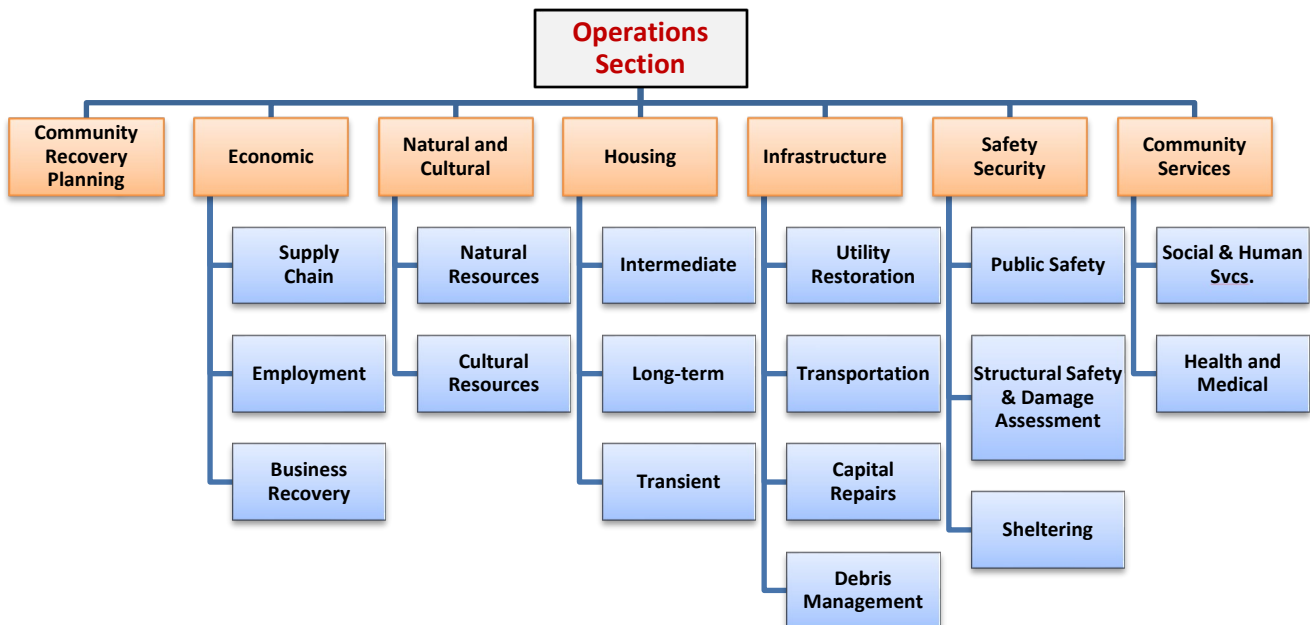 Operations
Section
Community
Recovery
Planning
Economic
Natural and
Cultural
Housing
Infrastructure
Safety
Security
Community
Services
Supply
Chain
Employment
Business
Recovery
Natural
Resources
Cultural
Resources
Intermediate
Long-term
Transient
Utility
Restoration
Transportation
Capital
Repairs
Debris
Management
Public Safety
Structural Safety
& Damage
Assessment
Sheltering
Social & Human
Svcs.
Health and
Medical